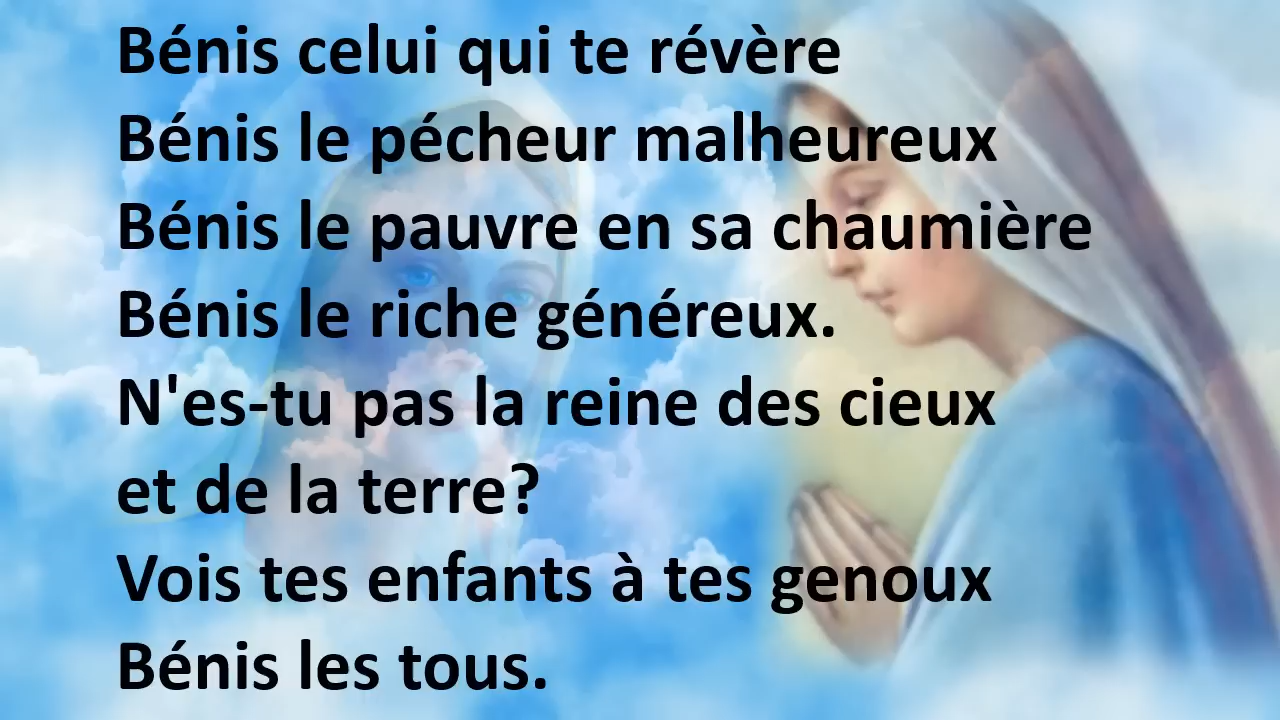 Bénis celui qui te révère
Bénis le pécheur malheureux
Bénis le pauvre en sa chaumière
Bénis le riche généreux.
N'es-tu pas la reine des cieux
et de la terre?
Vois tes enfants à tes genoux
Bénis les tous.